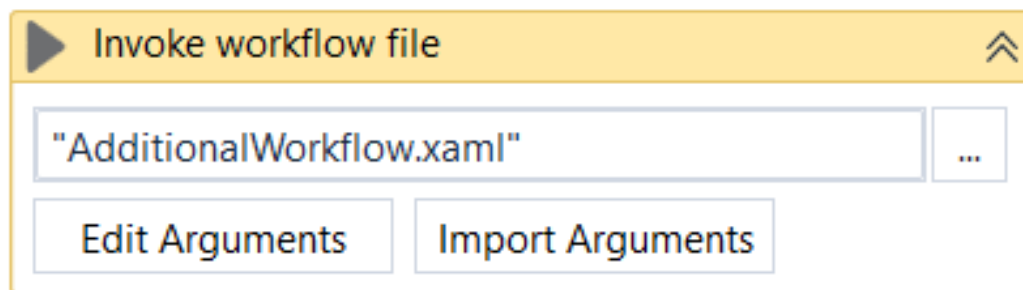 Invoke workflow file
"AdditionalWorkflow.xaml" ...
Edit Arguments Import Arguments